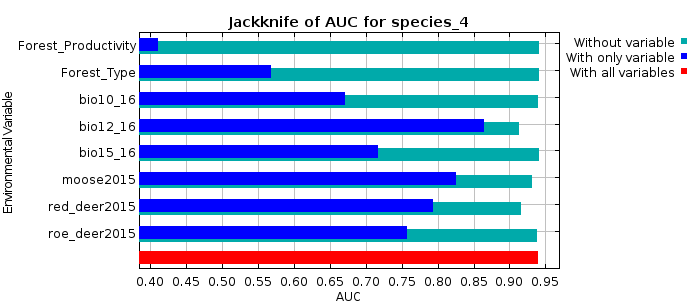 Jackknife of AUC for species_4
Without variable
With only variable
With all variables
Environmental Variable
Forest_Productivity
Forest_Type
bio10_16
bio12_16
bio15_16
moose2015
red_deer2015
roe_deer2015
0.40 0.45 0.50 0.55 0.60 0.65 0.70 0.75 0.80 0.85 0.90 0.95
AUC